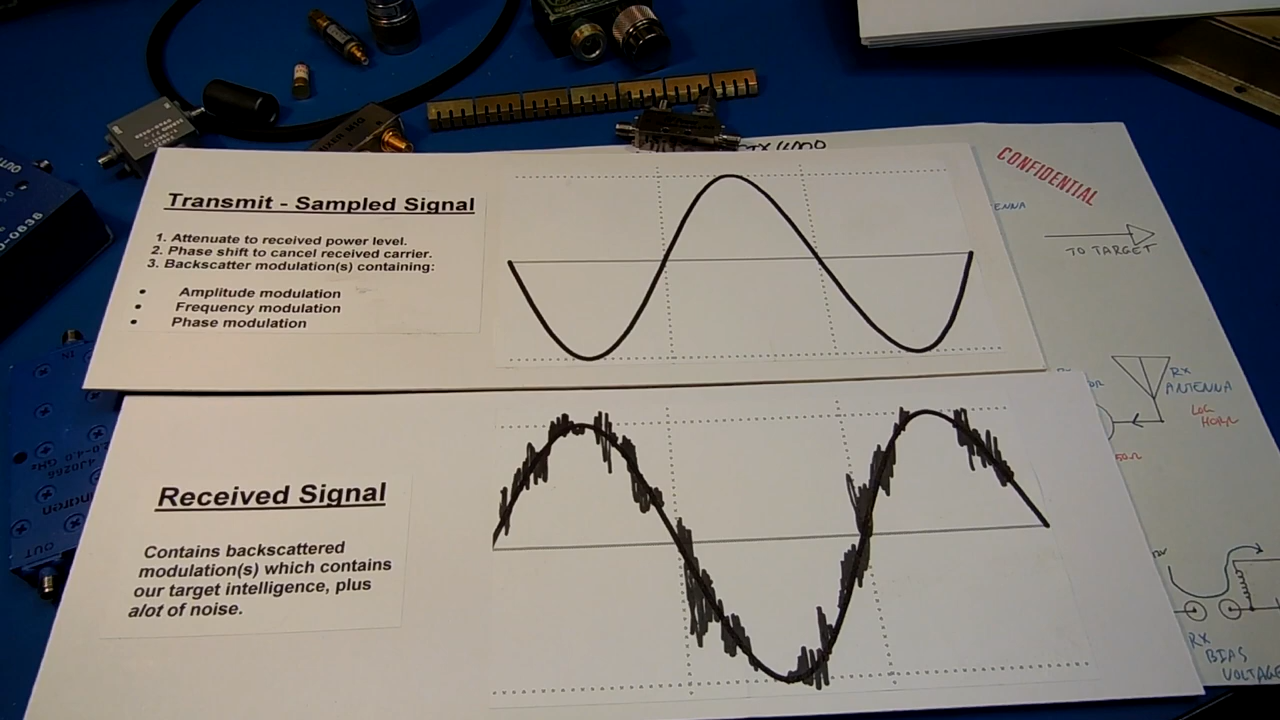 Transmit - Sampled Signal
1. Attenuate to received power level.
2. Phase shift to cancel received carrier.
3. Backscatter modulation(s) containing:
• Amplitude modulation
• Frequency modulation
• Phase modulation
CONFIDENTIAL
TO TARGET
RX
ANTENNA
LOG
HORN
Received Signal
Contains backscattered
modulation(s) which contains
our target intelligence, plus
alot of noise.
RX
BIAS
VOLTAGE
OUT
IN